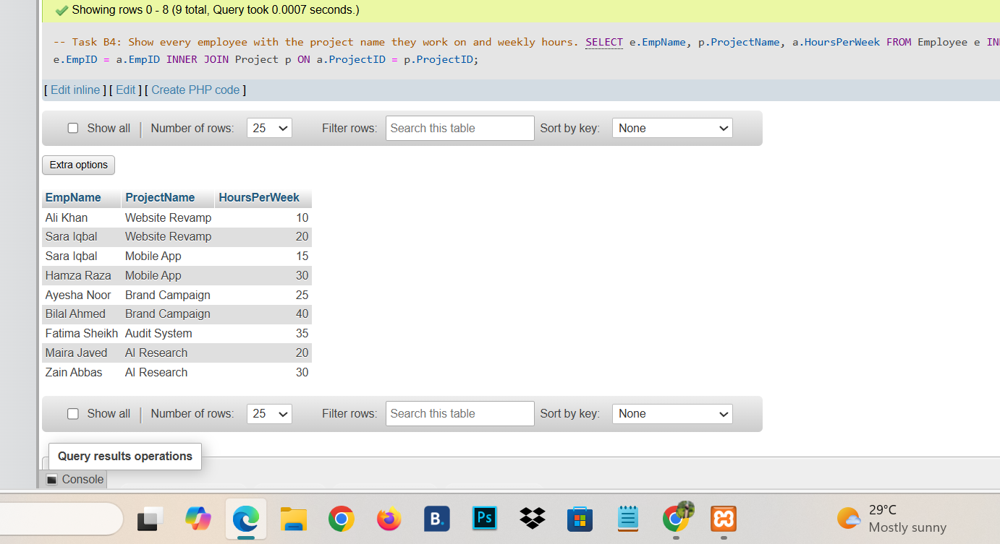 Showing rows 0 - 8 (9 total, Query took 0.0007 seconds.)
-- Task B4: Show every employee with the project name they work on and weekly hours. SELECT e.EmpName, p.ProjectName, a.HoursPerWeek FROM Employee e IN
e.EmpID = a.EmpID INNER JOIN Project p ON a.ProjectID = p.ProjectID;
[ Edit inline ] [ Edit ] [ Create PHP code ]
Show all | Number of rows: 25 Filter rows: Search this table Sort by key: None
Extra options
EmpName ProjectName HoursPerWeek
Ali Khan Website Revamp 10
Sara Iqbal Website Revamp 20
Sara Iqbal Mobile App 15
Hamza Raza Mobile App 30
Ayesha Noor Brand Campaign 25
Bilal Ahmed Brand Campaign 40
Fatima Sheikh Audit System 35
Maira Javed AI Research 20
Zain Abbas AI Research 30
Show all | Number of rows: 25 Filter rows: Search this table Sort by key: None
Query results operations
Console
B.
Ps
29°C
Mostly sunny